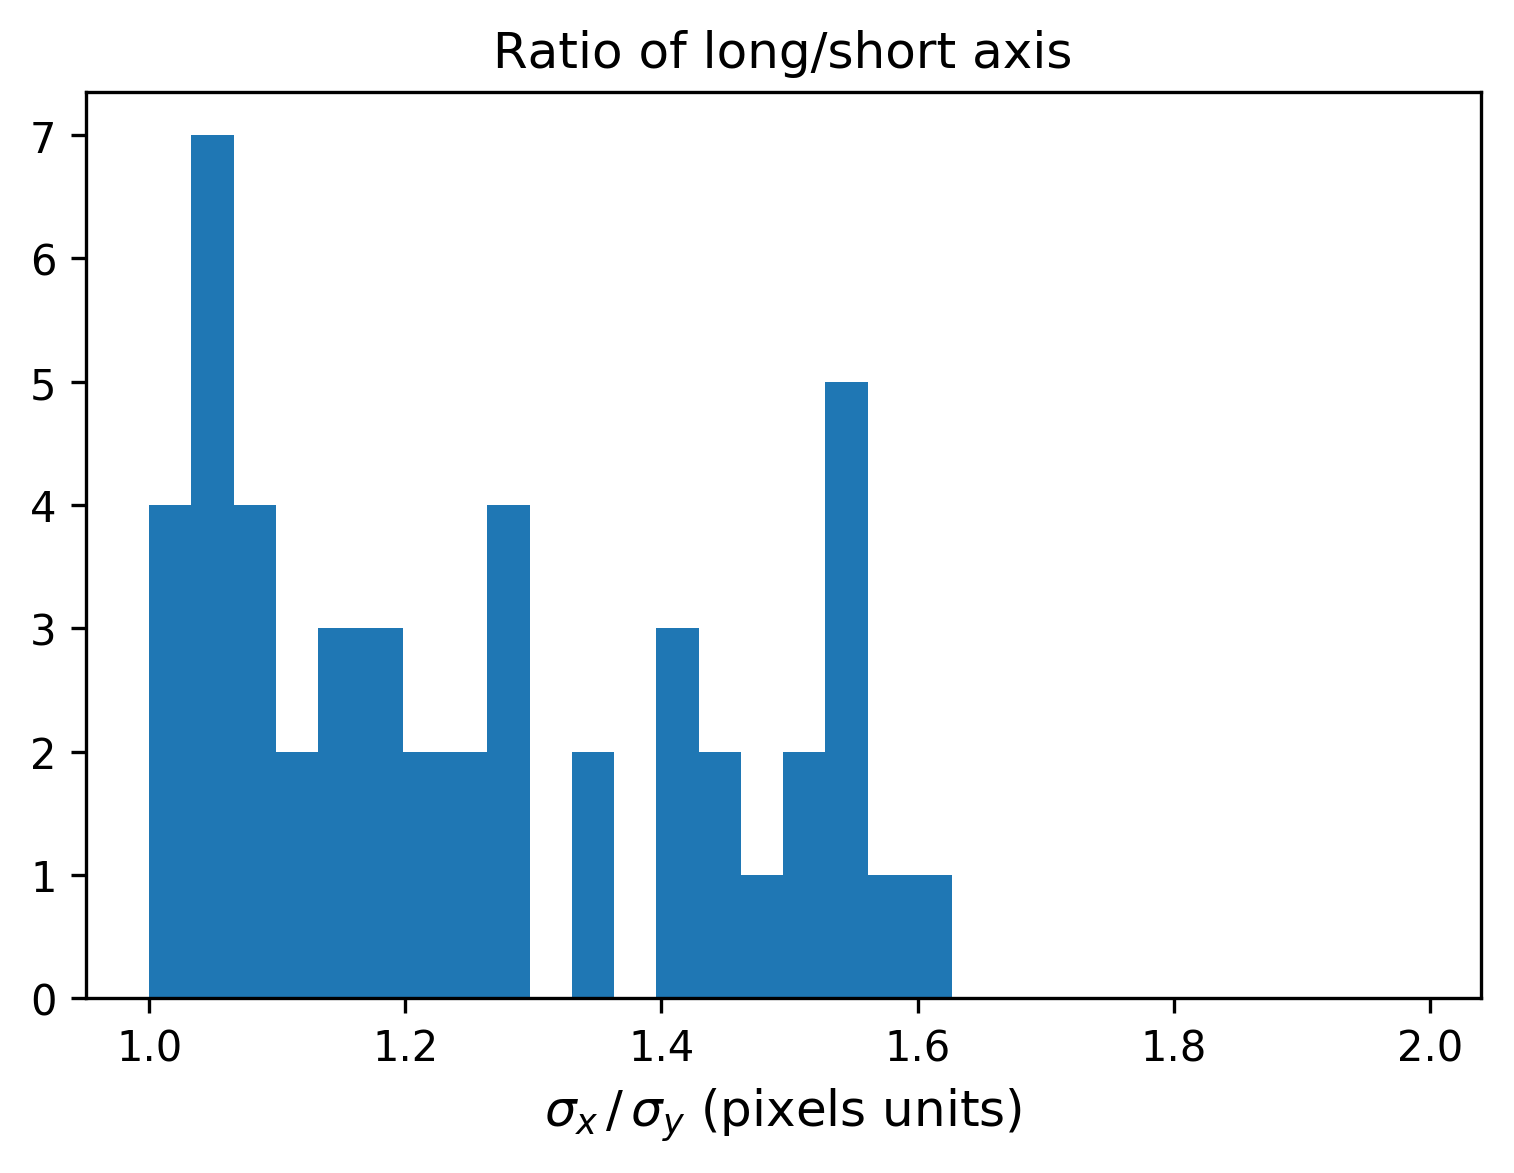 Ratio of long/short axis
7
6
5
4
3
2
1
0
1.0 1.2 1.4 1.6 1.8 2.0
σx / σy (pixels units)